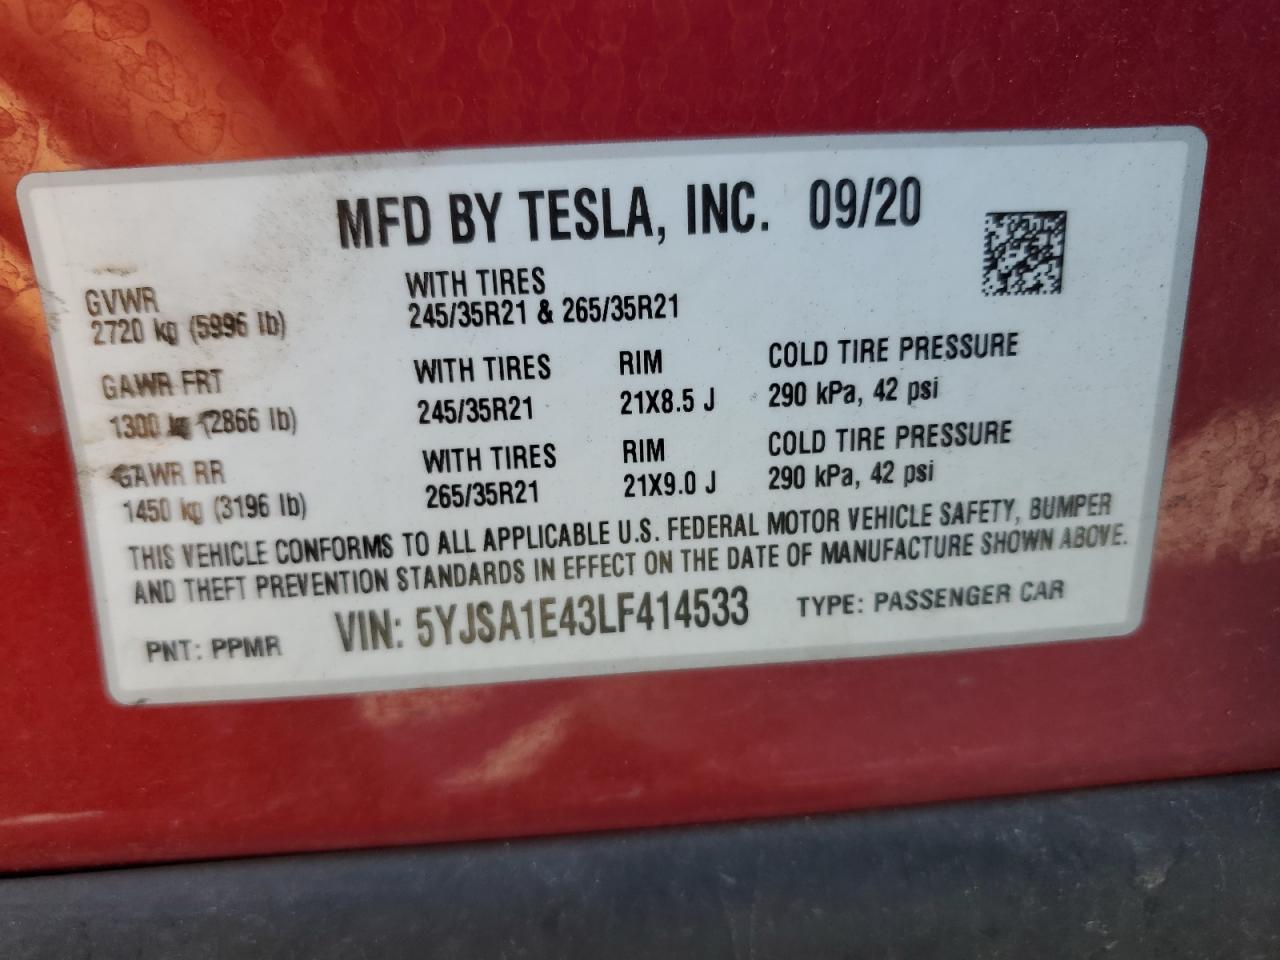 MFD BY TESLA, INC. 09/20
GVWR
2720 kg (5996 lb)
WITH TIRES
245/35R21 & 265/35R21
GAWR FRT
1300 kg (2866 lb)
WITH TIRES
245/35R21
RIM
21X8.5 J
COLD TIRE PRESSURE
290 kPa, 42 psi
GAWR RR
1450 kg (3196 lb)
WITH TIRES
265/35R21
RIM
21X9.0 J
COLD TIRE PRESSURE
290 kPa, 42 psi
THIS VEHICLE CONFORMS TO ALL APPLICABLE U.S. FEDERAL MOTOR VEHICLE SAFETY, BUMPER
AND THEFT PREVENTION STANDARDS IN EFFECT ON THE DATE OF MANUFACTURE SHOWN ABOVE.
PNT: PPMR VIN: 5YJSA1E43LF414533 TYPE: PASSENGER CAR